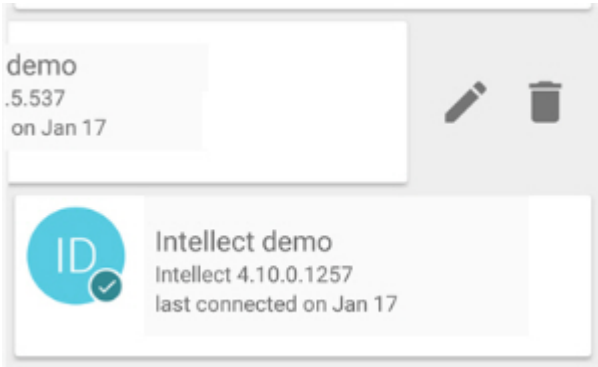 demo
.5.537
on Jan 17
ID
Intellect demo
Intellect 4.10.0.1257
last connected on Jan 17